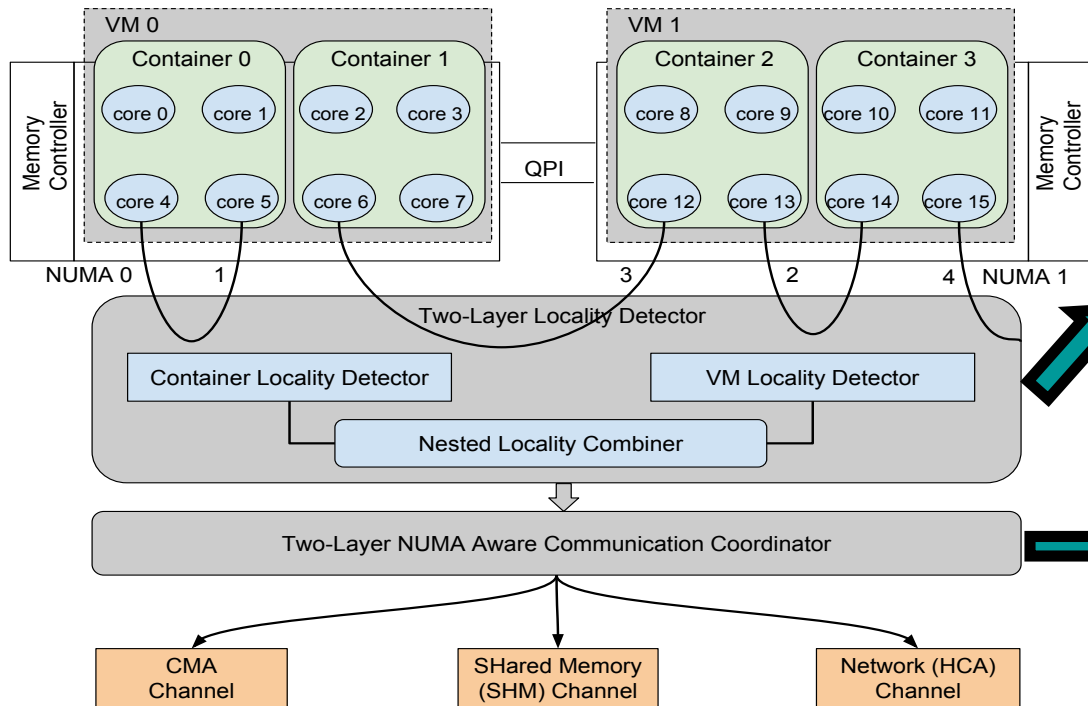 VM 0
VM 1
Container 0
Container 1
Container 2
Container 3
Memory
Controller
core 0
core 1
core 2
core 3
core 8
core 9
core 10
core 11
Memory
Controller
QPI
core 4
core 5
core 6
core 7
core 12
core 13
core 14
core 15
NUMA 0
1
3
2
4
NUMA 1
Two-Layer Locality Detector
Container Locality Detector
VM Locality Detector
Nested Locality Combiner
Two-Layer NUMA Aware Communication Coordinator
CMA
Channel
SHared Memory
(SHM) Channel
Network (HCA)
Channel